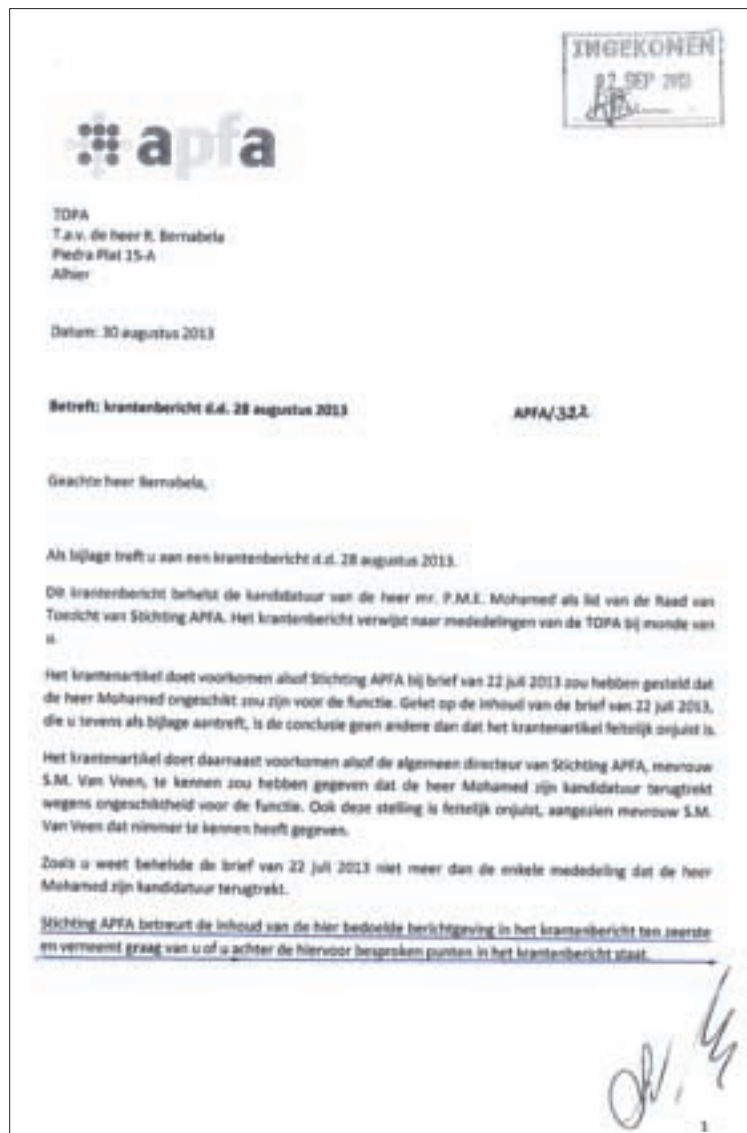 INGEKOMEN
02 SEP 2013
apfa
TOPA
T.a.v. de heer R. Bernabela
Piedra Plat 15-A
Alhier
Datum: 30 augustus 2013
Betreft: krantenbericht d.d. 28 augustus 2013 APFA/322
Geachte heer Bernabela,
Als bijlage treft u aan een krantenbericht d.d. 28 augustus 2013.
Dit krantenbericht behelst de kandidatuur van de heer mr. P.M.E. Mohamed als lid van de Raad van
Toezicht van Stichting APFA. Het krantenbericht verwijst naar mededelingen van de TOPA bij monde van
u.
Het krantenartikel doet voorkomen alsof Stichting APFA bij brief van 22 juli 2013 zou hebben gesteld dat
de heer Mohamed ongeschikt zou zijn voor de functie. Gelet op de inhoud van de brief van 22 juli 2013,
die u tevens als bijlage aantreft, is de conclusie geen andere dan dat het krantenartikel feitelijk onjuist is.
Het krantenartikel doet daarnaast voorkomen alsof de algemeen directeur van Stichting APFA, mevrouw
S.M. Van Veen, te kennen zou hebben gegeven dat de heer Mohamed zijn kandidatuur terugtrekt
wegens ongeschiktheid voor de functie. Ook deze stelling is feitelijk onjuist, aangezien mevrouw S.M.
Van Veen dat nimmer te kennen heeft gegeven.
Zoals u weet behelsde de brief van 22 juli 2013 niet meer dan de enkele mededeling dat de heer
Mohamed zijn kandidatuur terugtrekt.
Stichting APFA betreurt de inhoud van de hier bedoelde berichtgeving in het krantenbericht ten zeerste
en verneemt graag van u of u achter de hiervoor besproken punten in het krantenbericht staat.
1